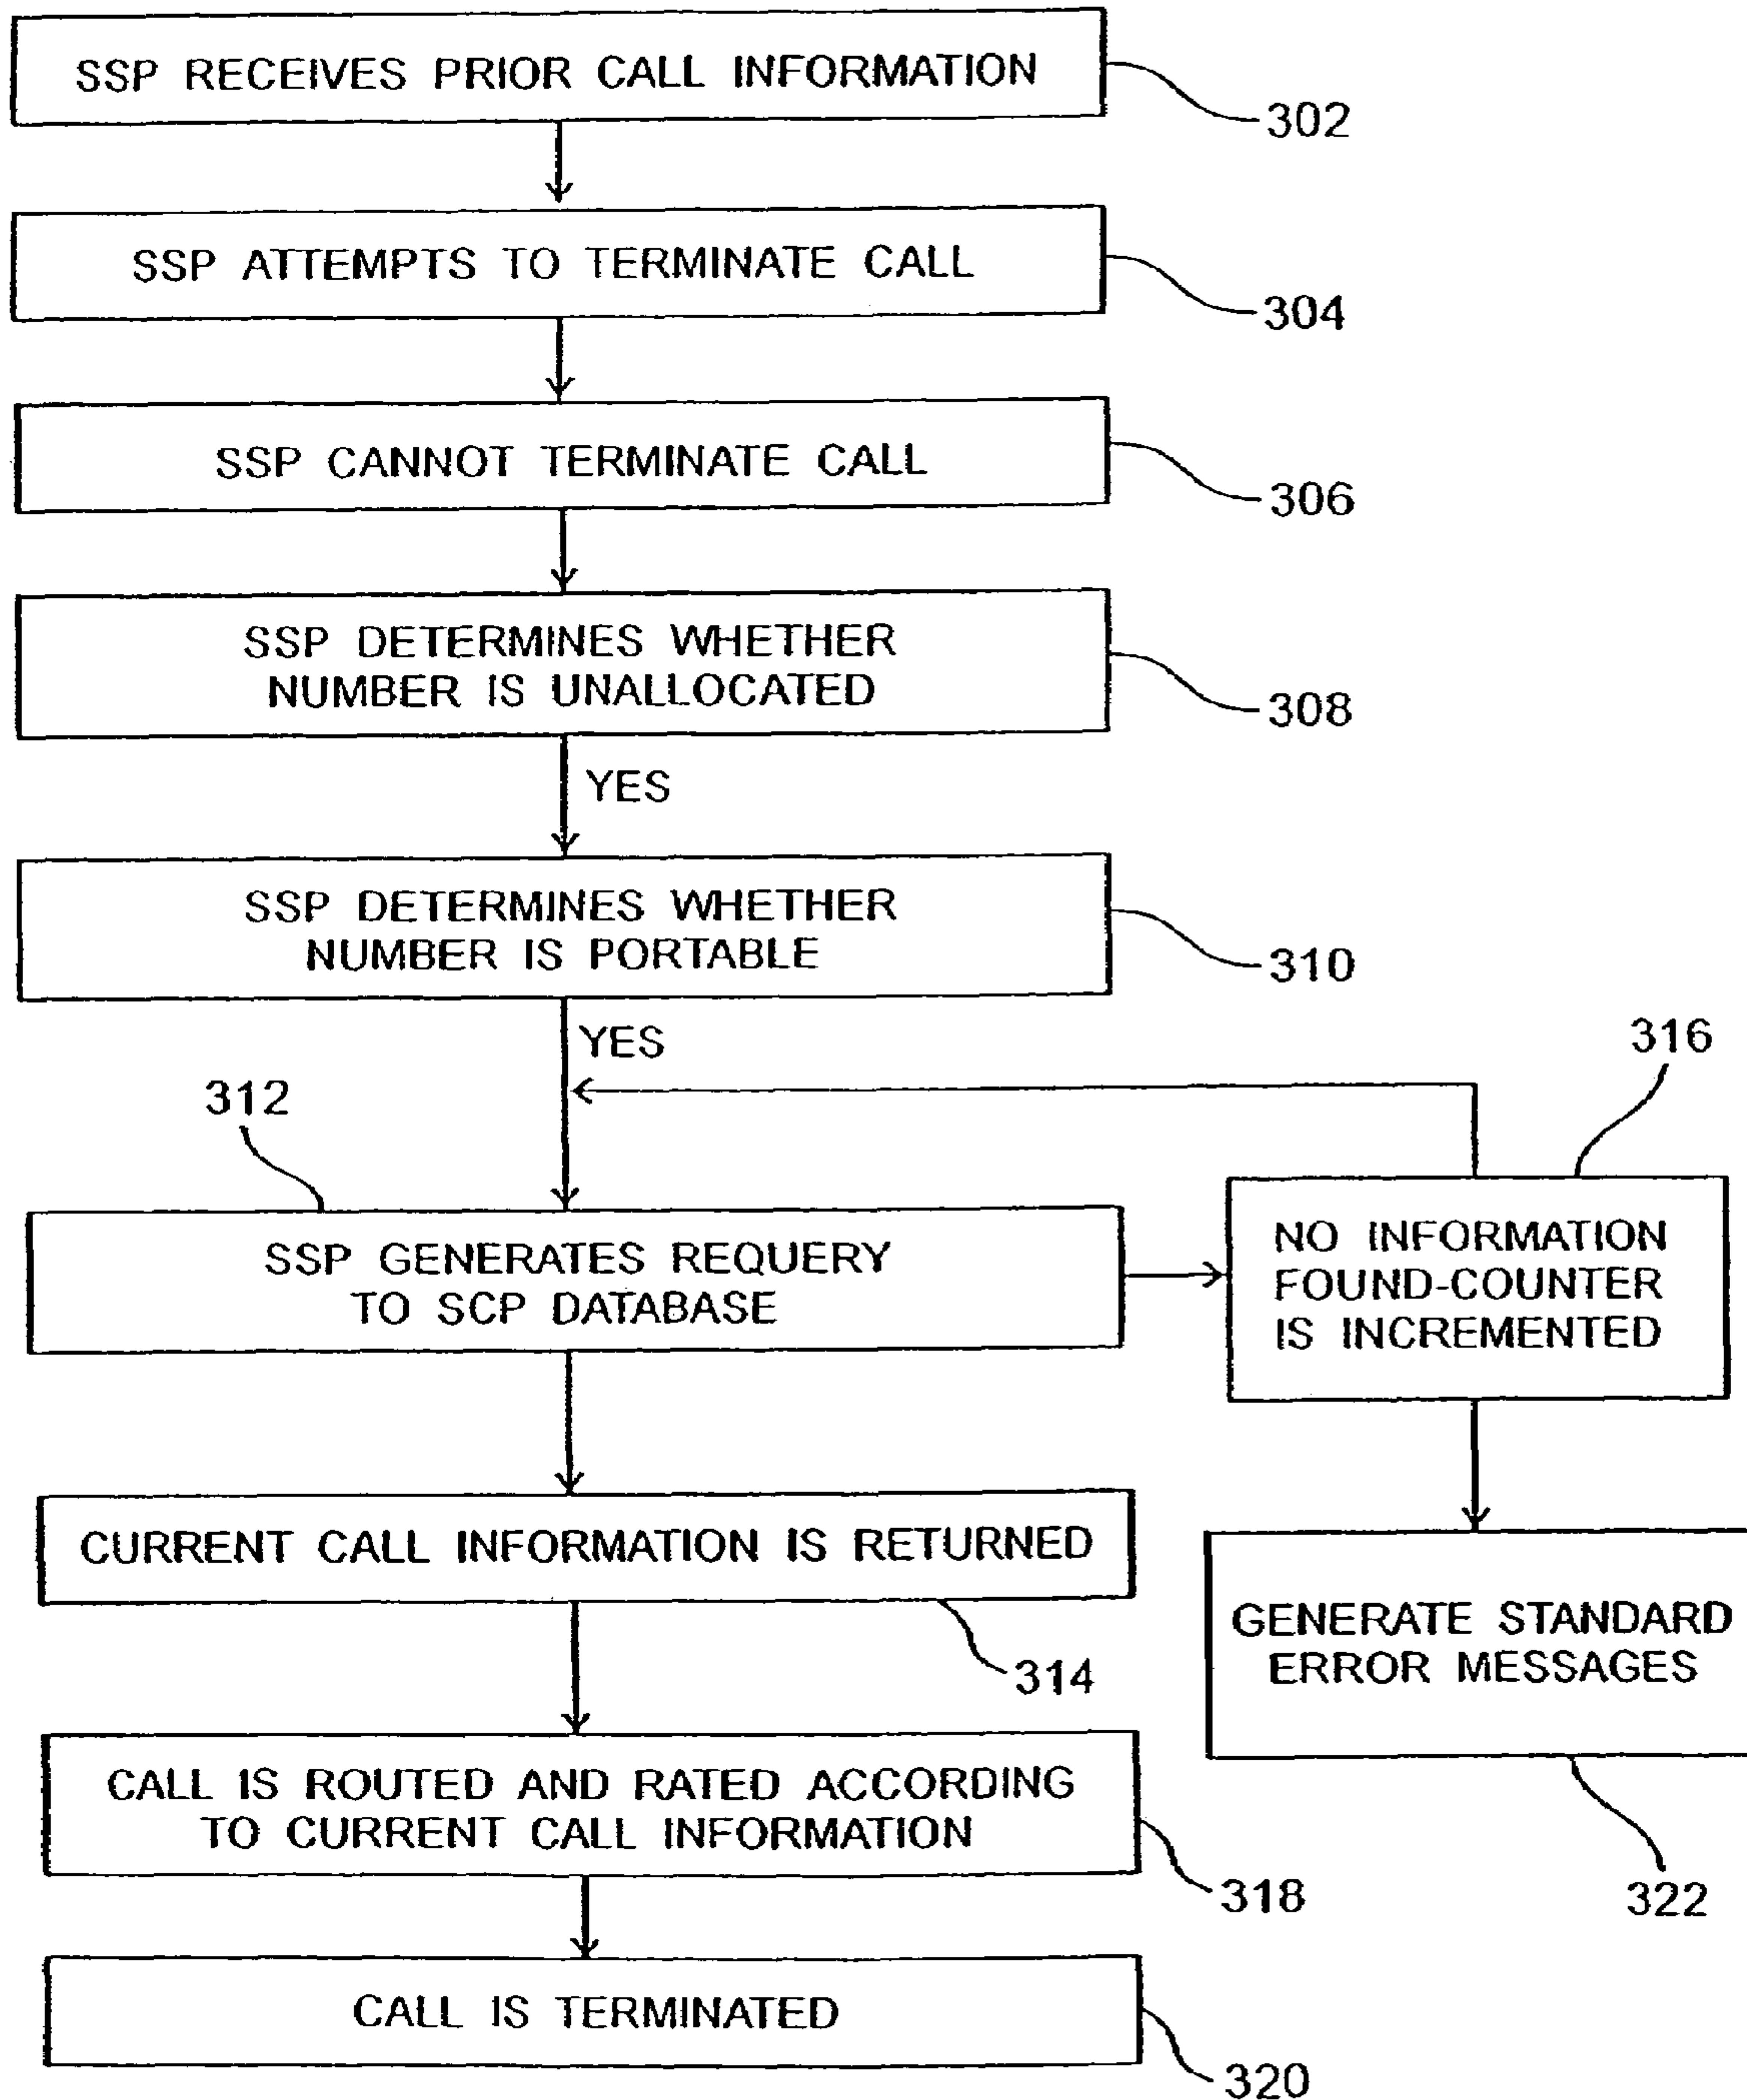 SSP RECEIVES PRIOR CALL INFORMATION
302
SSP ATTEMPTS TO TERMINATE CALL
304
SSP CANNOT TERMINATE CALL
306
SSP DETERMINES WHETHER
NUMBER IS UNALLOCATED
308
YES
SSP DETERMINES WHETHER
NUMBER IS PORTABLE
310
YES
316
312
SSP GENERATES REQUERY
TO SCP DATABASE
NO INFORMATION
FOUND-COUNTER
IS INCREMENTED
CURRENT CALL INFORMATION IS RETURNED
314
GENERATE STANDARD
ERROR MESSAGES
322
CALL IS ROUTED AND RATED ACCORDING
TO CURRENT CALL INFORMATION
318
CALL IS TERMINATED
320